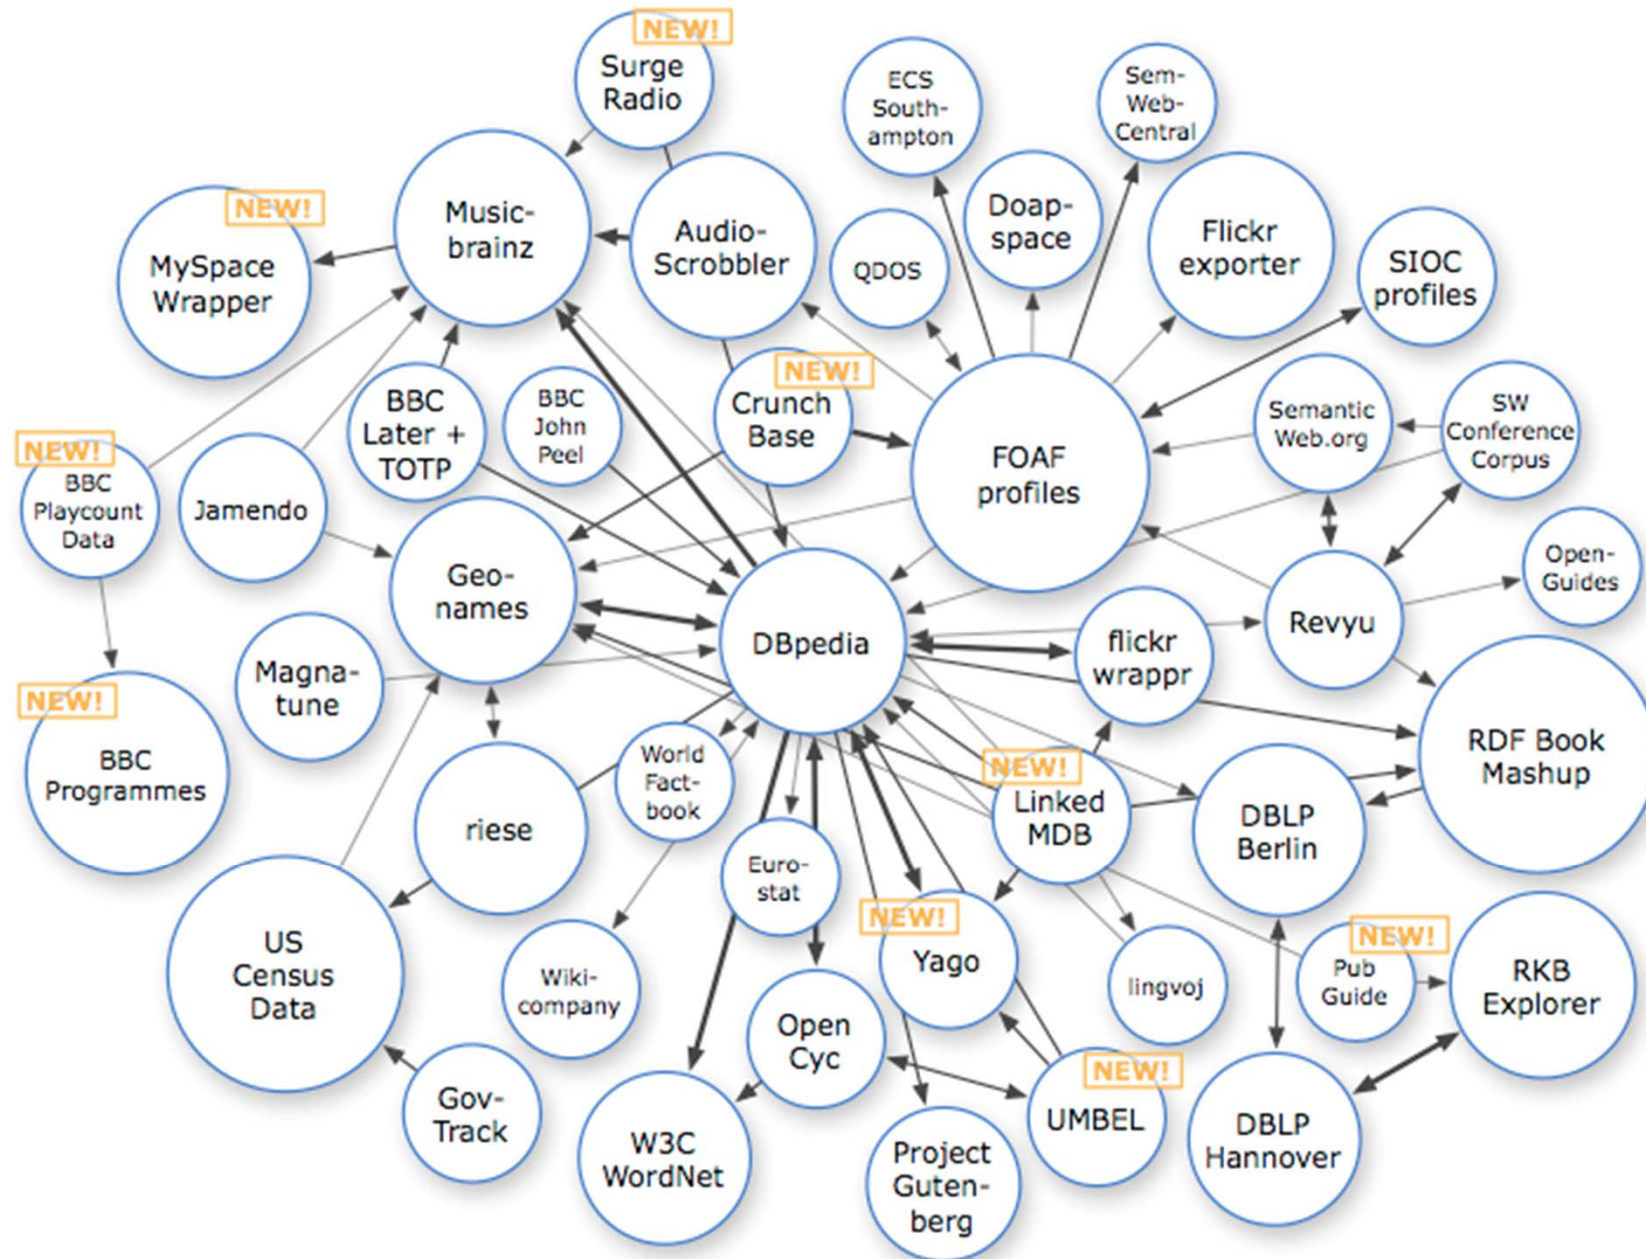 NEW!
Surge
Radio
ECS
South-
ampton
Sem-
Web-
Central
NEW!
MySpace
Wrapper
Music-
brainz
Audio-
Scrobbler
QDOS
Doap-
space
Flickr
exporter
SIOC
profiles
NEW!
BBC
Playcount
Data
Jamendo
BBC
Later +
TOTP
BBC
John
Peel
NEW!
Crunch
Base
FOAF
profiles
Semantic
Web.org
SW
Conference
Corpus
Geo-
names
DBpedia
flickr
wrappr
Revyu
Open-
Guides
NEW!
BBC
Programmes
Magna-
tune
riese
World
Fact-
book
Euro-
stat
NEW!
Linked
MDB
DBLP
Berlin
RDF Book
Mashup
US
Census
Data
Wiki-
company
NEW!
Yago
lingvoj
NEW!
Pub
Guide
RKB
Explorer
Gov-
Track
W3C
WordNet
Open
Cyc
Project
Guten-
berg
NEW!
UMBEL
DBLP
Hannover